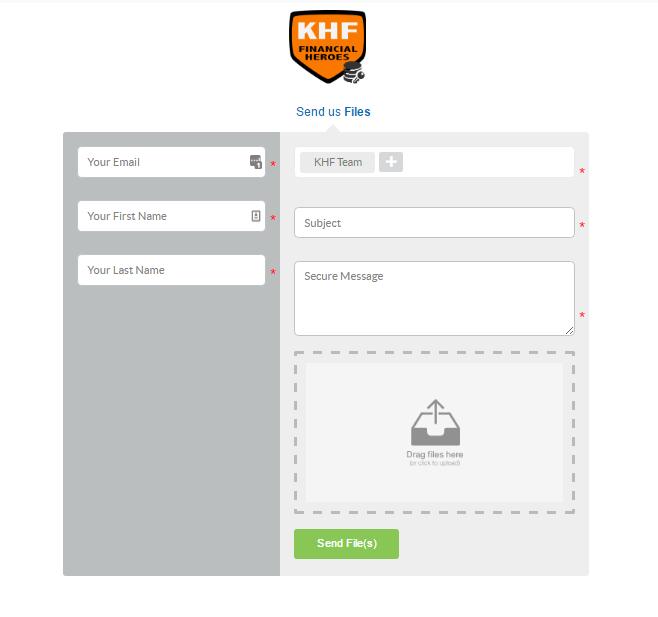 KHF
FINANCIAL
HEROES
Send us Files
Your Email
1
*
Your First Name
*
Your Last Name
*
KHF Team +
*
Subject
*
Secure Message
*
Drag files here
(or click to upload)
Send File(s)